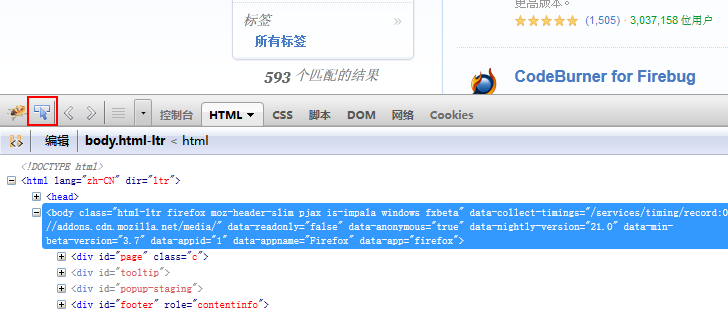 更高版本。
标签 »
(1,505) · 3,037,158 位用户
所有标签
593 个匹配的结果
CodeBurner for Firebug
控制台 HTML CSS 脚本 DOM 网络 Cookies
编辑 body.html-ltr < html
<!DOCTYPE html>
<html lang="zh-CN" dir="ltr">
<head>
<body class="html-ltr firefox moz-header-slim pjax is-impala windows fxbeta" data-collect-timings="/services/timing/record:0
//addons.cdn.mozilla.net/media/" data-readonly="false" data-anonymous="true" data-nightly-version="21.0" data-min-
beta-version="3.7" data-appid="1" data-appname="Firefox" data-app="firefox">
<div id="page" class="c">
<div id="tooltip">
<div id="popup-staging">
<div id="footer" role="contentinfo">